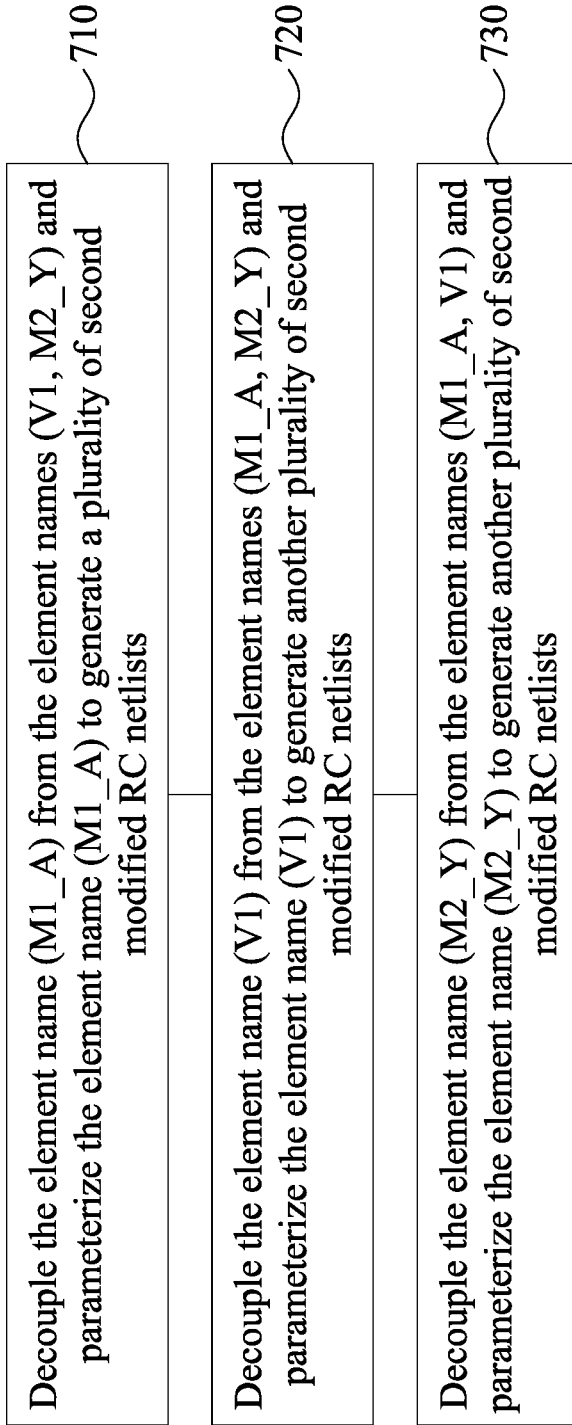 Decouple the element name (M1_A) from the element names (V1, M2_Y) and
parameterize the element name (M1_A) to generate a plurality of second
modified RC netlists
710
Decouple the element name (V1) from the element names (M1_A, M2_Y) and
parameterize the element name (V1) to generate another plurality of second
modified RC netlists
720
Decouple the element name (M2_Y) from the element names (M1_A, V1) and
parameterize the element name (M2_Y) to generate another plurality of second
modified RC netlists
730